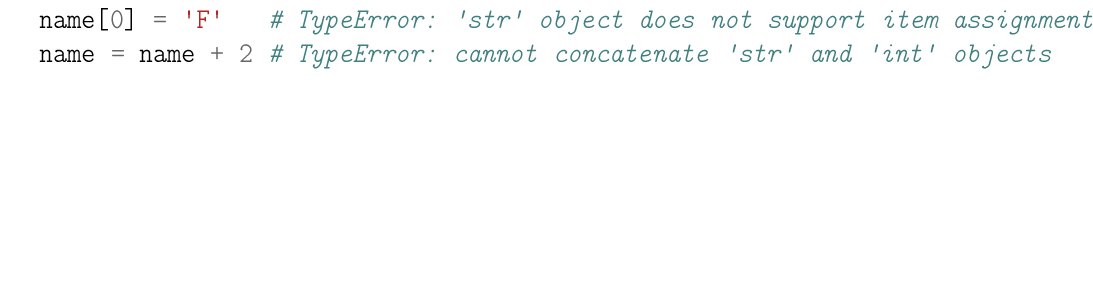 name[0] = 'F'   # TypeError: 'str' object does not support item assignment
name = name + 2 # TypeError: cannot concatenate 'str' and 'int' objects